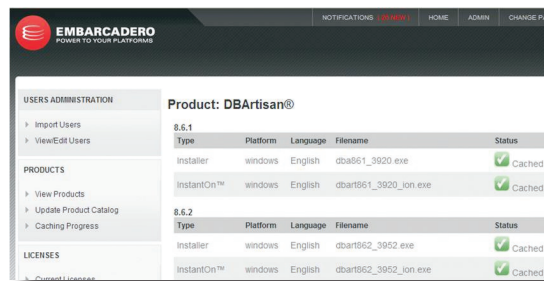 NOTIFICATIONS HOME ADMIN CHANGE
EMBARCADERO
POWER TO YOUR PLATFORMS
USERS ADMINISTRATION
Import Users
View/Edit Users
PRODUCTS
View Products
Update Product Catalog
Caching Progress
LICENSES
Current Licenses
Product: DBArtisan®
8.6.1
Type Platform Language Filename Status
Installer windows English dba861_3920.exe Cached
InstantOn™ windows English dbart861_3920_ion.exe Cached
8.6.2
Type Platform Language Filename Status
Installer windows English dbart862_3952.exe Cached
InstantOn™ windows English dbart862_3952_ion.exe Cached